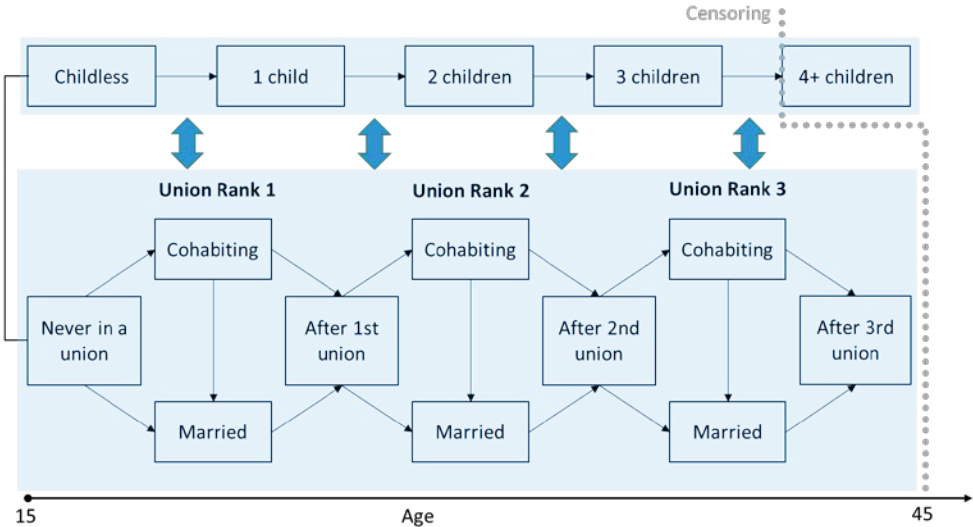 Censoring
Childless
1 child
2 children
3 children
4+ children
Union Rank 1
Union Rank 2
Union Rank 3
Cohabiting
Cohabiting
Cohabiting
Never in a
union
After 1st
union
After 2nd
union
After 3rd
union
Married
Married
Married
15
Age
45